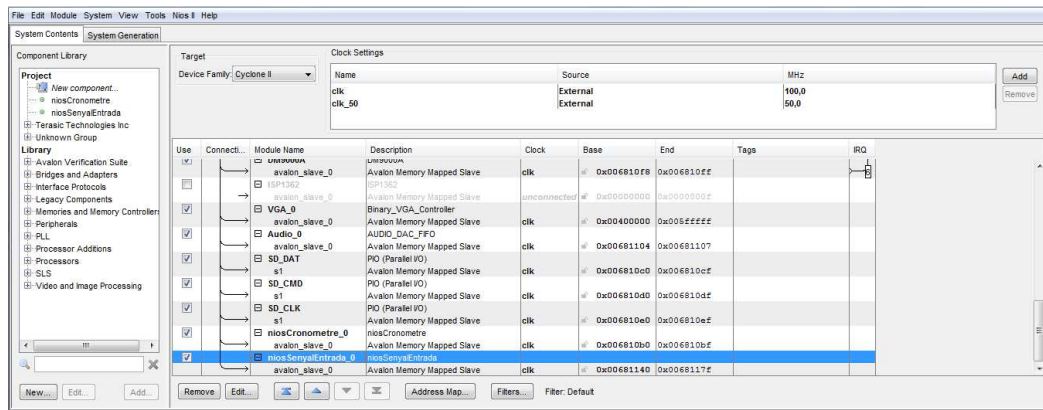 File Edit Module System View Tools Nios II Help
System Contents System Generation
Component Library
Project
New component...
niosCronometre
niosSenyalEntrada
Terasic Technologies Inc
Unknown Group
Library
Avalon Verification Suite
Bridges and Adapters
Interface Protocols
Legacy Components
Memories and Memory Controllers
Peripherals
PLL
Processor Additions
Processors
SLS
Video and Image Processing
New... Edit... Add...
Target
Device Family: Cyclone II
Clock Settings
Name Source MHz
clk External 100,0
clk_50 External 50,0
Add
Remove
Use Connecti... Module Name Description Clock Base End Tags IRQ
DM9000A DM9000A
avalon_slave_0 Avalon Memory Mapped Slave clk 0x006810f8 0x006810ff
ISP1362 ISP1362
avalon_slave_0 Avalon Memory Mapped Slave unconnected 0x00000000 0x0000000f
VGA_0 Binary_VGA_Controller
avalon_slave_0 Avalon Memory Mapped Slave clk 0x00400000 0x005fffff
Audio_0 AUDIO_DAC_FIFO
avalon_slave_0 Avalon Memory Mapped Slave clk 0x00681104 0x00681107
SD_DAT PIO (Parallel I/O)
s1 Avalon Memory Mapped Slave clk 0x006810c0 0x006810cf
SD_CMD PIO (Parallel I/O)
s1 Avalon Memory Mapped Slave clk 0x006810d0 0x006810df
SD_CLK PIO (Parallel I/O)
s1 Avalon Memory Mapped Slave clk 0x006810e0 0x006810ef
niosCronometre_0 niosCronometre
avalon_slave_0 Avalon Memory Mapped Slave clk 0x006810b0 0x006810bf
niosSenyalEntrada_0 niosSenyalEntrada
avalon_slave_0 Avalon Memory Mapped Slave clk 0x00681140 0x0068117f
Remove Edit... Address Map... Filters... Filter: Default